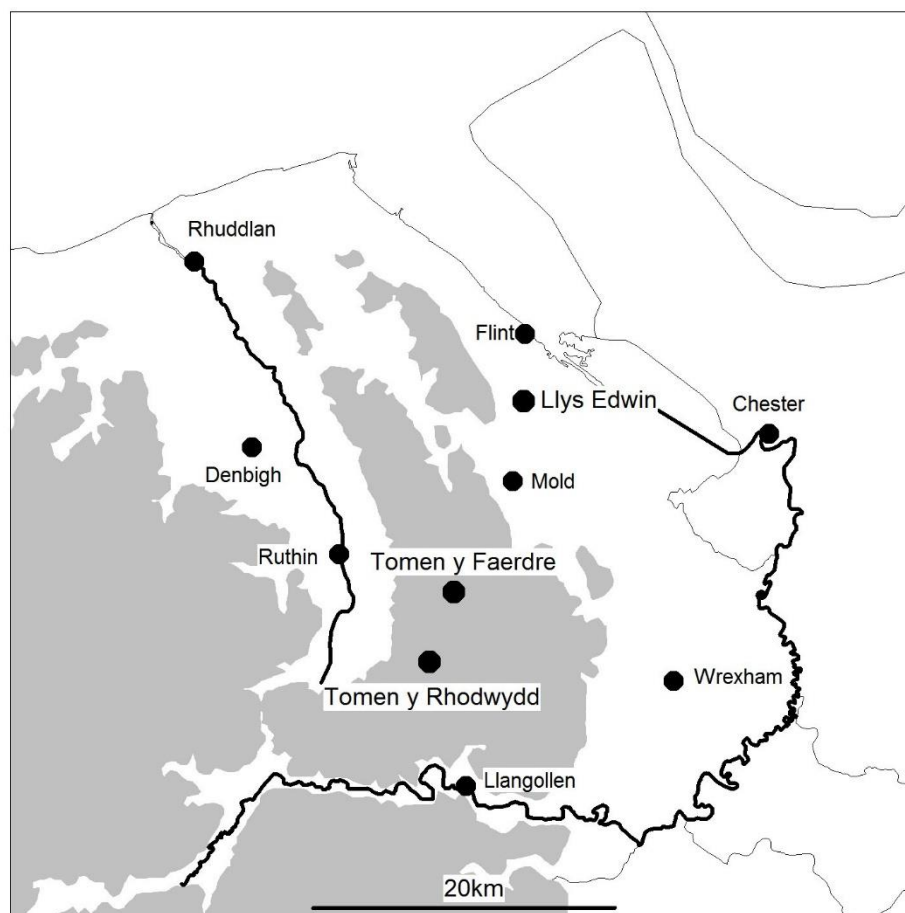 Rhuddlan
Flint
Llys Edwin
Chester
Denbigh
Mold
Ruthin
Tomen y Faerdre
Tomen y Rhodwydd
Wrexham
Llangollen
20km